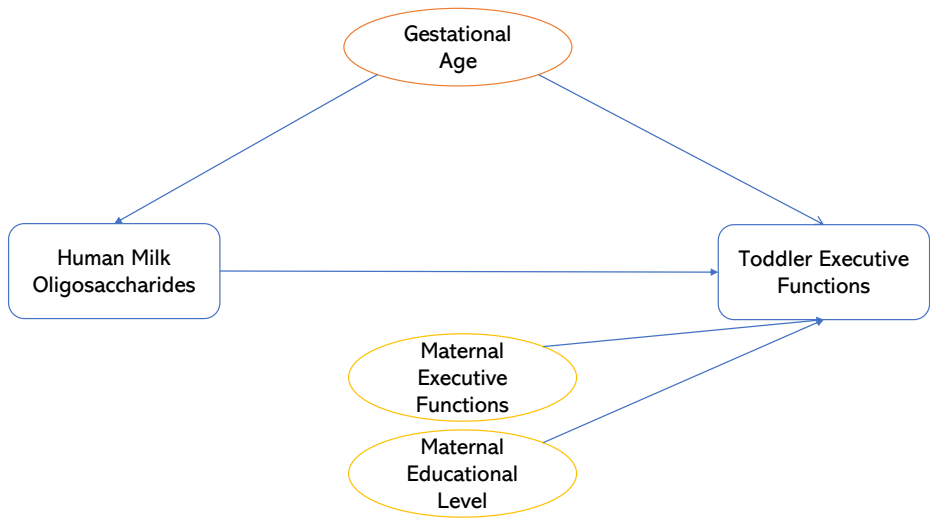 Gestational
Age
Human Milk
Oligosaccharides
Toddler Executive
Functions
Maternal
Executive
Functions
Maternal
Educational
Level